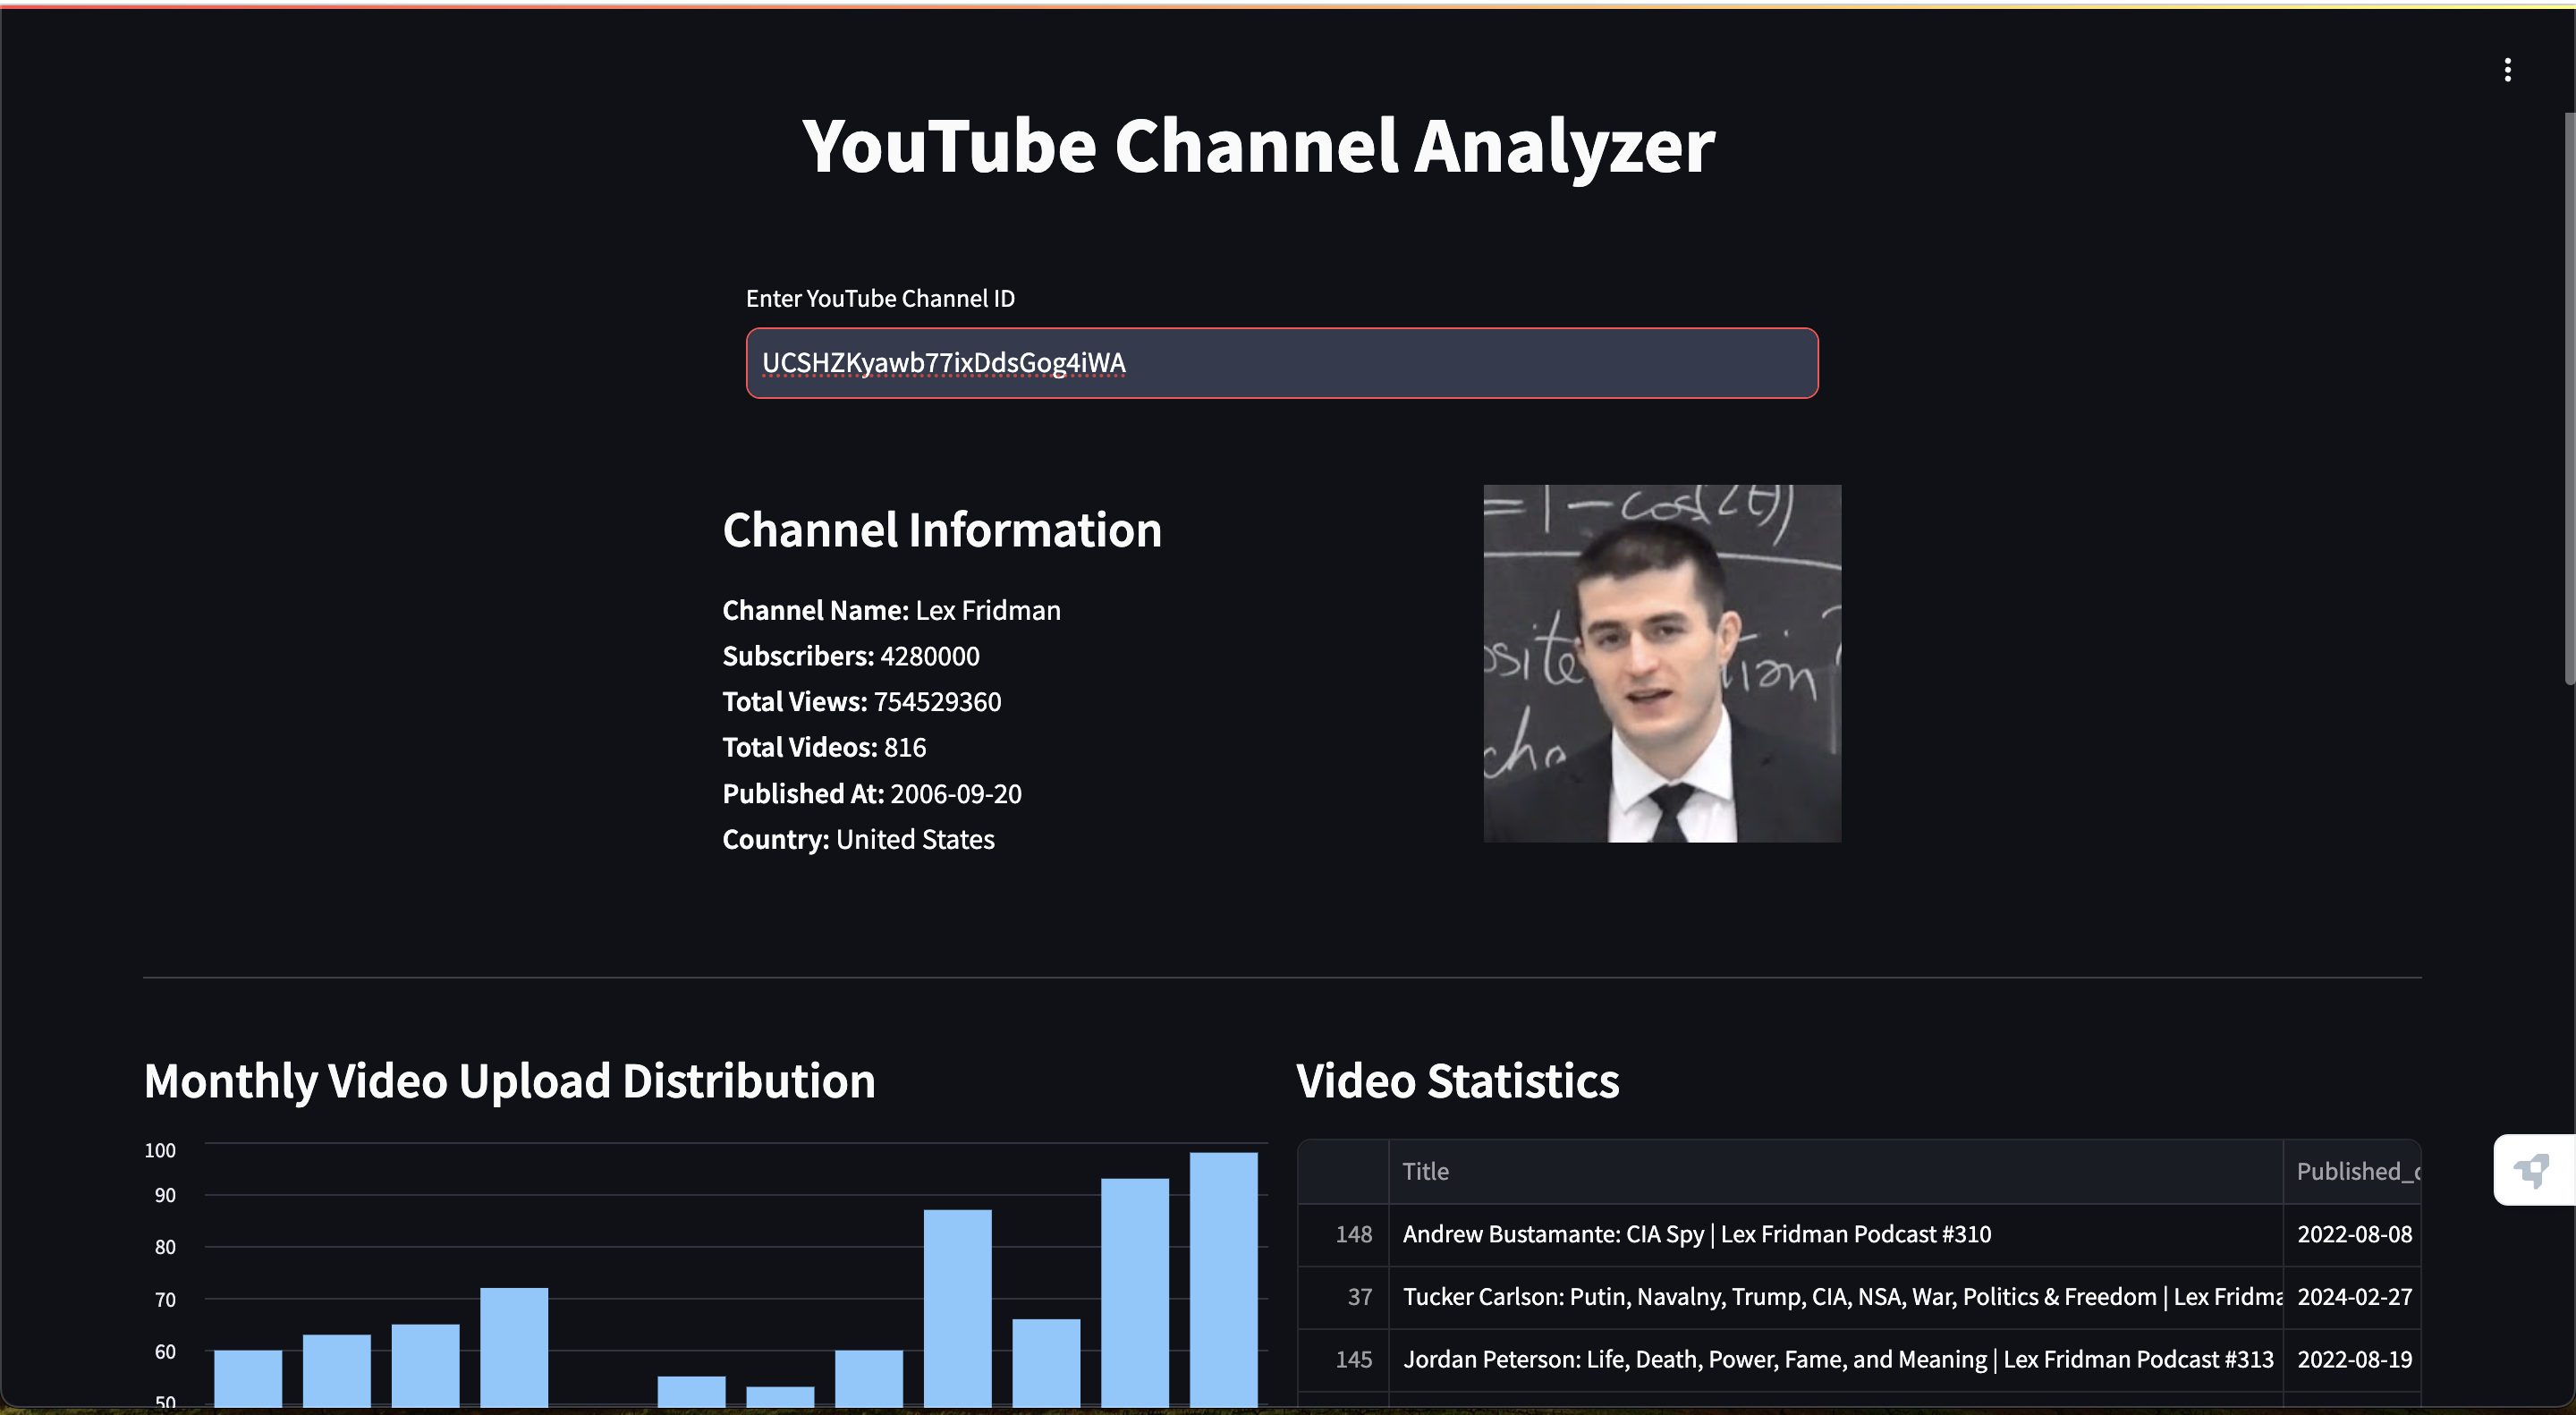 YouTube Channel Analyzer
Enter YouTube Channel ID
UCSHZKyawb77ixDdsGog4iWA
Channel Information
Channel Name: Lex Fridman
Subscribers: 4280000
Total Views: 754529360
Total Videos: 816
Published At: 2006-09-20
Country: United States
= 1 - cos(2t)
Monthly Video Upload Distribution
100
90
80
70
60
50
Video Statistics
Title Published_
148 Andrew Bustamante: CIA Spy | Lex Fridman Podcast #310 2022-08-08
37 Tucker Carlson: Putin, Navalny, Trump, CIA, NSA, War, Politics & Freedom | Lex Fridma 2024-02-27
145 Jordan Peterson: Life, Death, Power, Fame, and Meaning | Lex Fridman Podcast #313 2022-08-19